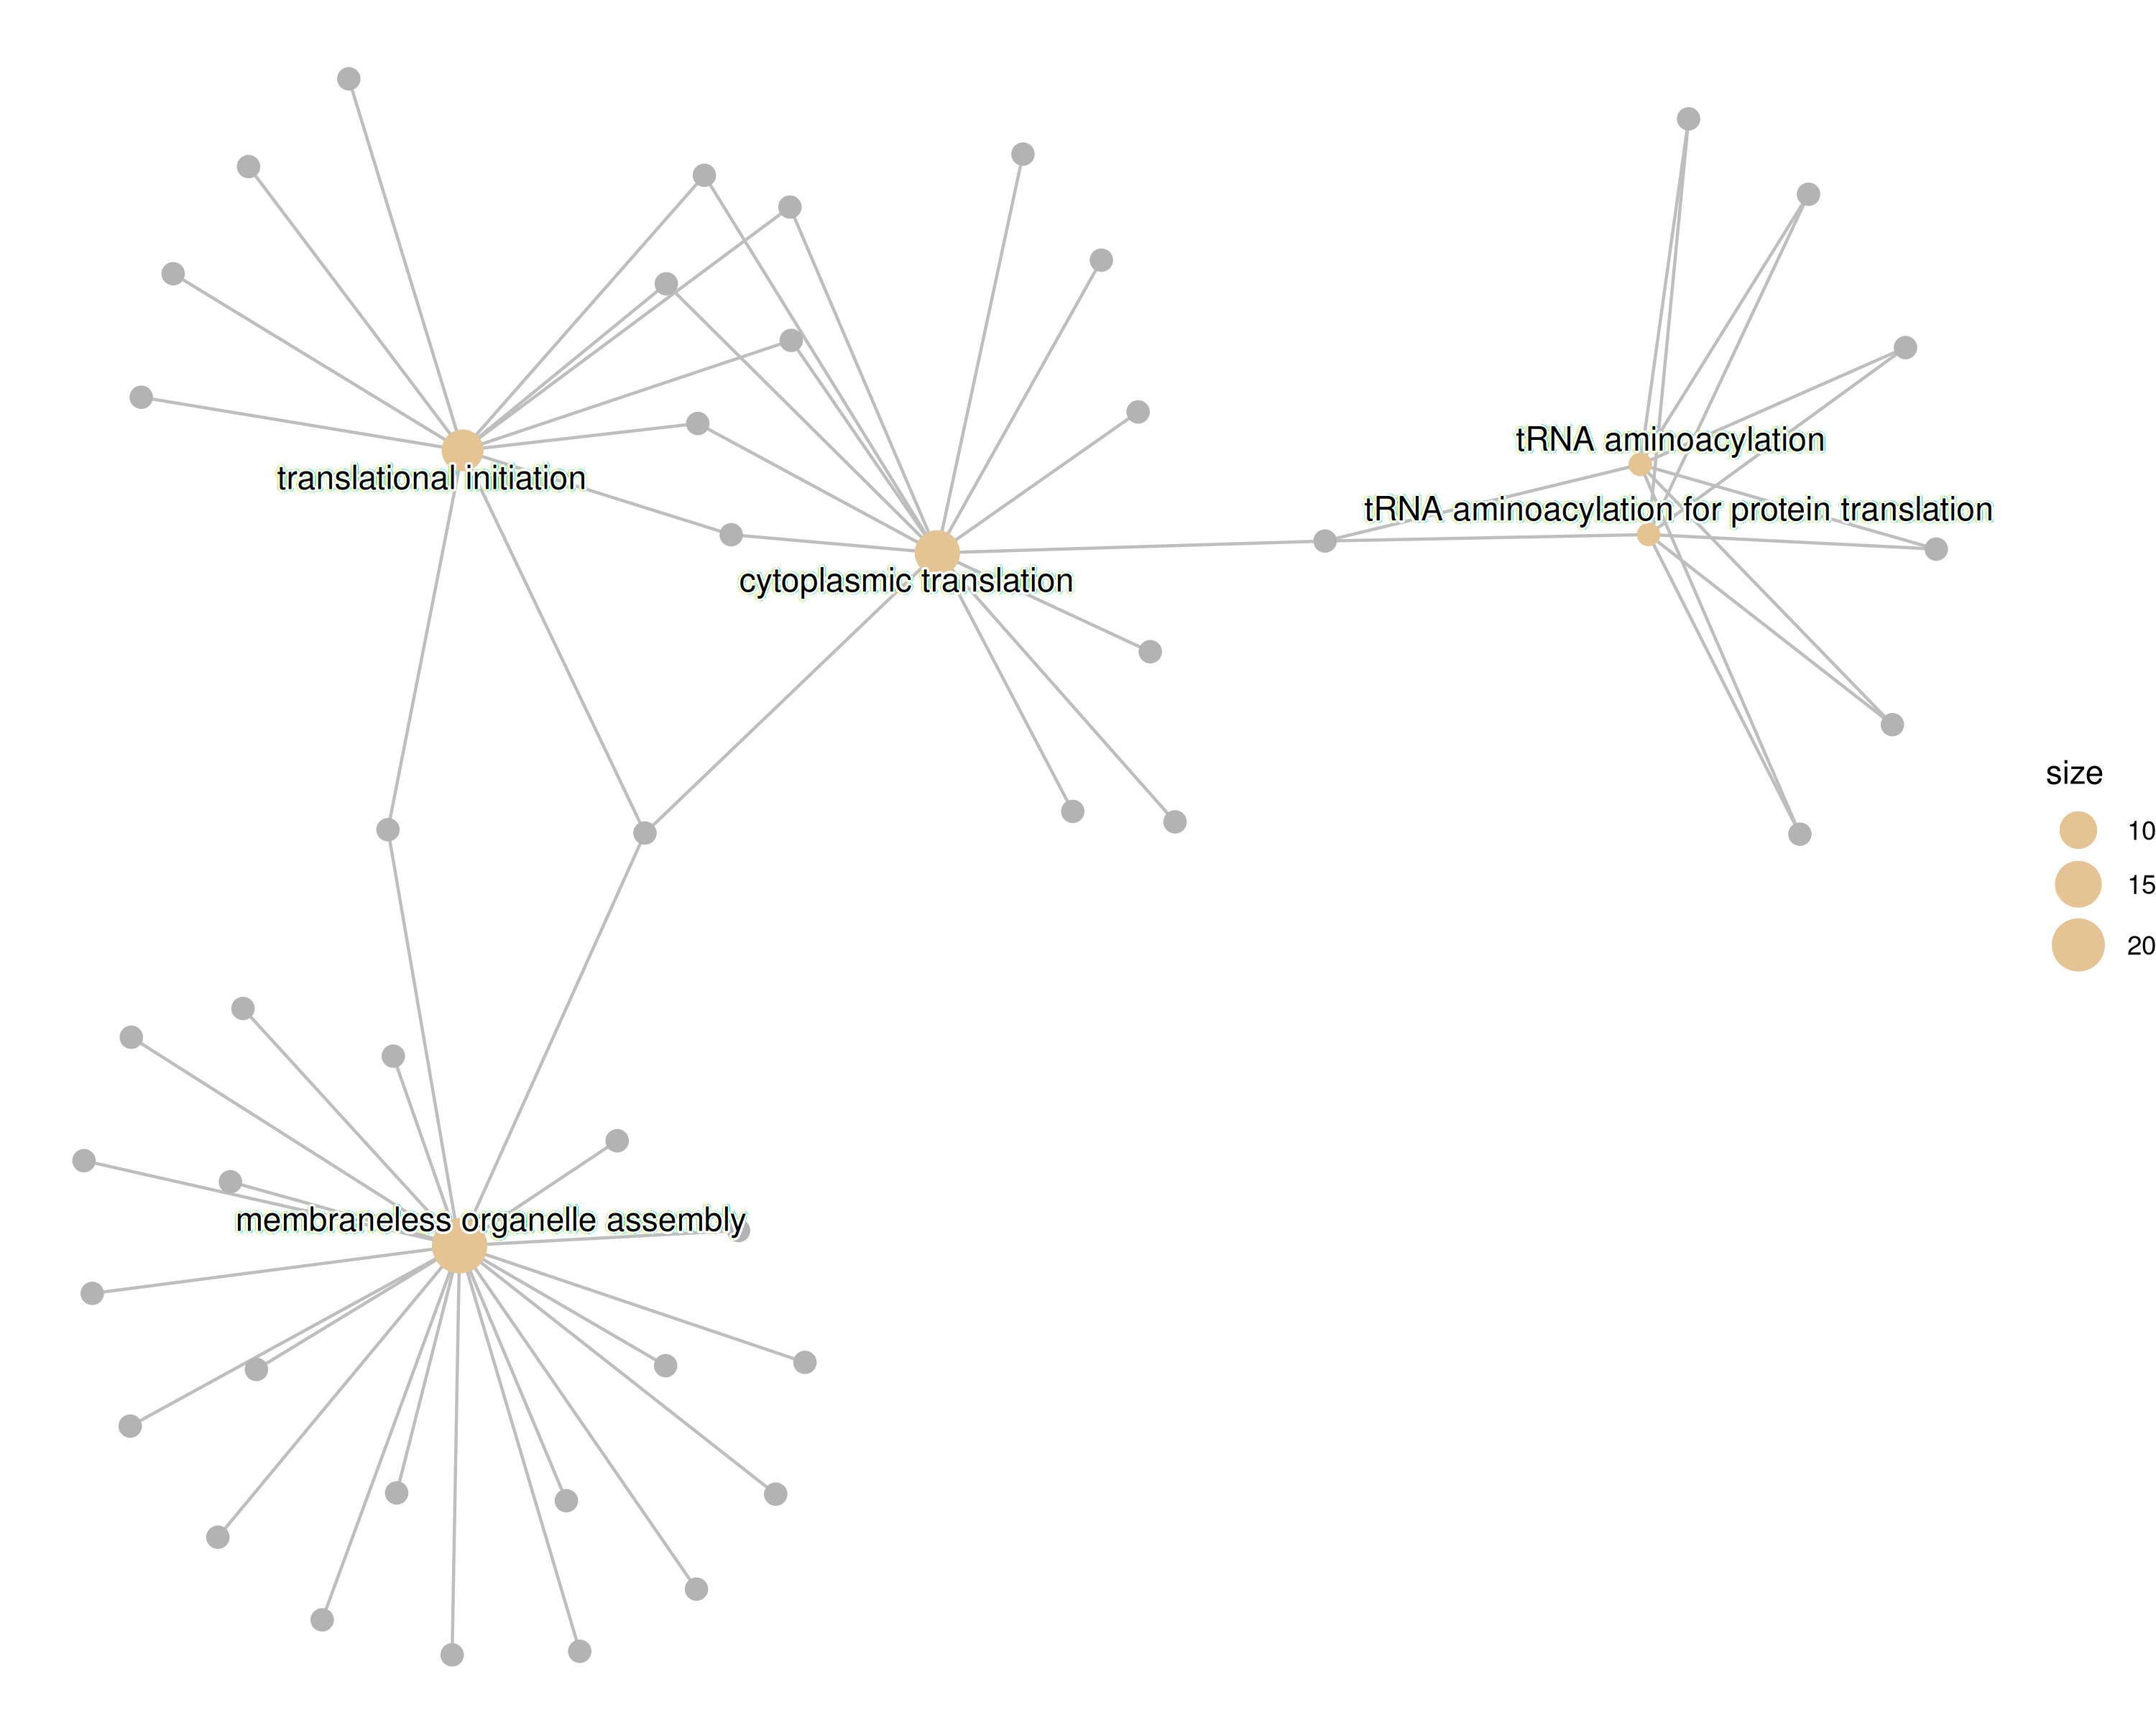 tRNA aminoacylation
translational initiation
tRNA aminoacylation for protein translation
cytoplasmic translation
size
10
15
20
membraneless organelle assembly